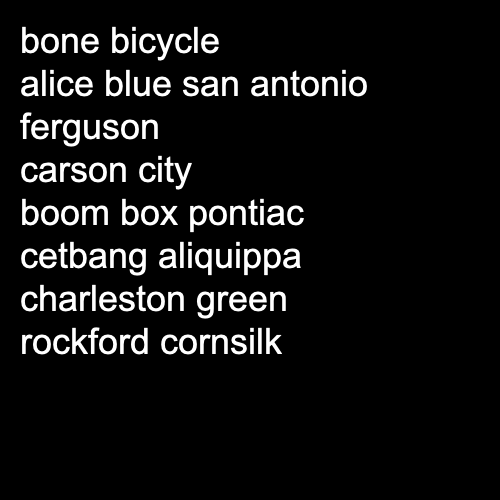 bone bicycle
alice blue san antonio
ferguson
carson city
boom box pontiac
cetbang aliquippa
charleston green
rockford cornsilk